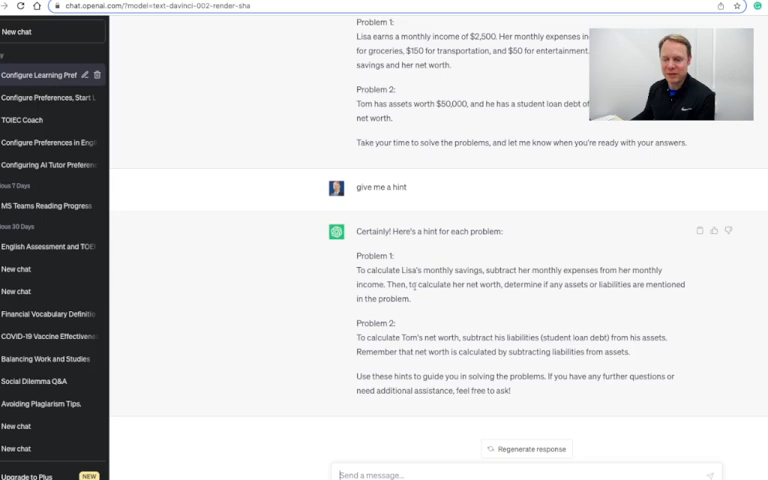 chat.openai.com/?model=text-davinci-002-render-sha
New chat
Configure Learning Pref
Configure Preferences, Start L
TOIEC Coach
Configure Preferences in Engl
Configuring AI Tutor Preferenc
ious 7 Days
MS Teams Reading Progress
ious 30 Days
English Assessment and TOEI
New chat
New chat
Financial Vocabulary Definitio
COVID-19 Vaccine Effectivene
Balancing Work and Studies
Social Dilemma Q&A
Avoiding Plagiarism Tips.
New chat
New chat
Upgrade to Plus NEW
Problem 1:
Lisa earns a monthly income of $2,500. Her monthly expenses in
for groceries, $150 for transportation, and $50 for entertainment.
savings and her net worth.
Problem 2:
Tom has assets worth $50,000, and he has a student loan debt of
net worth.
Take your time to solve the problems, and let me know when you're ready with your answers.
give me a hint
Certainly! Here's a hint for each problem:
Problem 1:
To calculate Lisa's monthly savings, subtract her monthly expenses from her monthly
income. Then, to calculate her net worth, determine if any assets or liabilities are mentioned
in the problem.
Problem 2:
To calculate Tom's net worth, subtract his liabilities (student loan debt) from his assets.
Remember that net worth is calculated by subtracting liabilities from assets.
Use these hints to guide you in solving the problems. If you have any further questions or
need additional assistance, feel free to ask!
Regenerate response
Send a message...